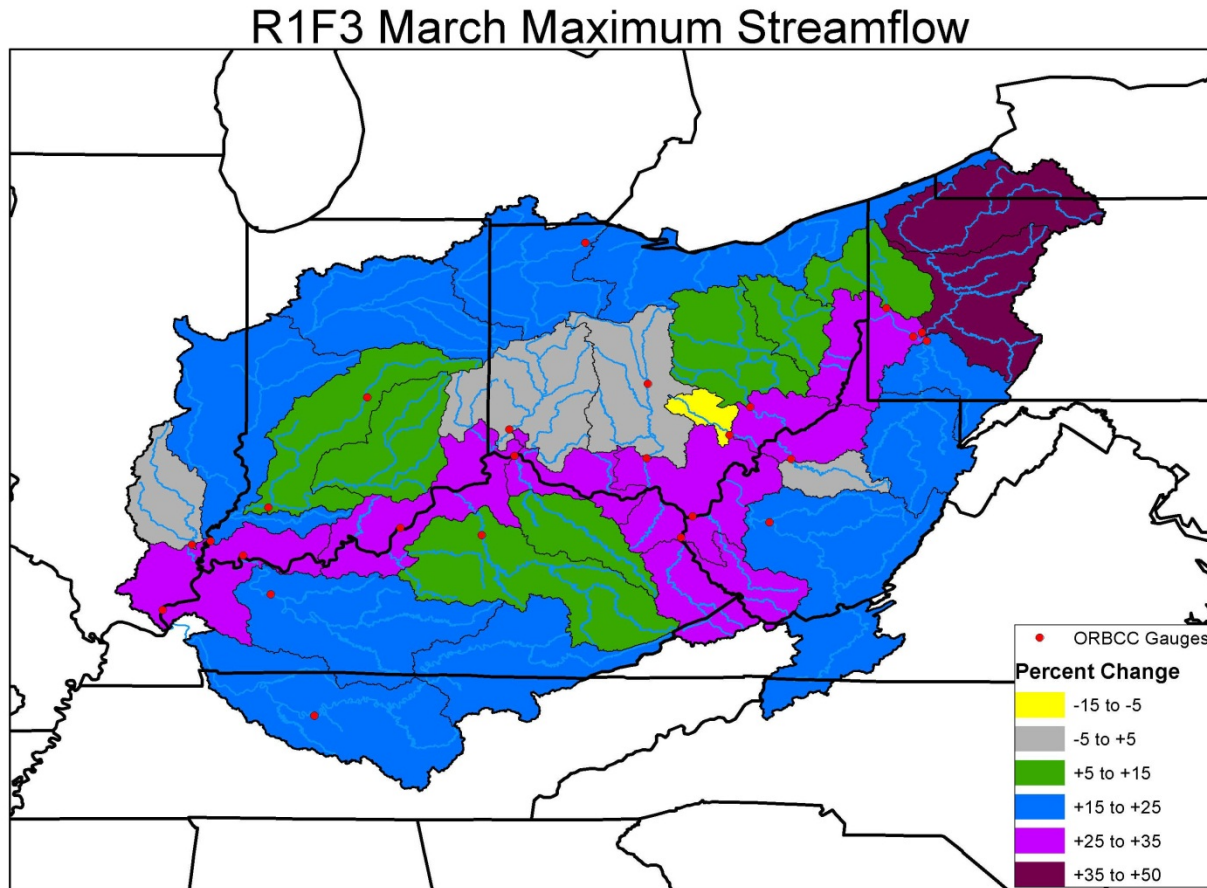 R1F3 March Maximum Streamflow
ORBCC Gauges
Percent Change
-15 to -5
-5 to +5
+5 to +15
+15 to +25
+25 to +35
+35 to +50